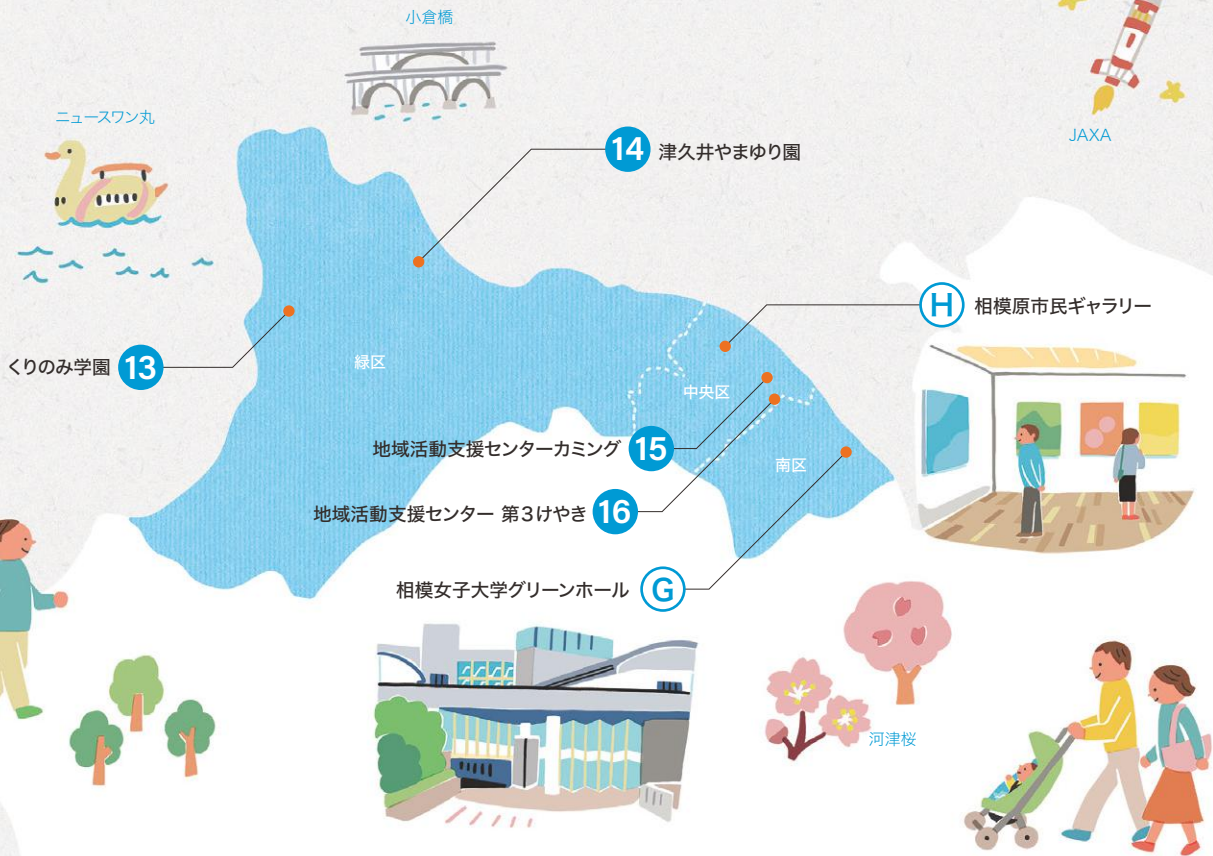 小倉橋
ニュースワン丸
JAXA
14 津久井やまゆり園
H 相模原市民ギャラリー
くりのみ学園 13
緑区
中央区
地域活動支援センターカミング 15
南区
地域活動支援センター 第3けやき 16
相模女子大学グリーンホール G
河津桜